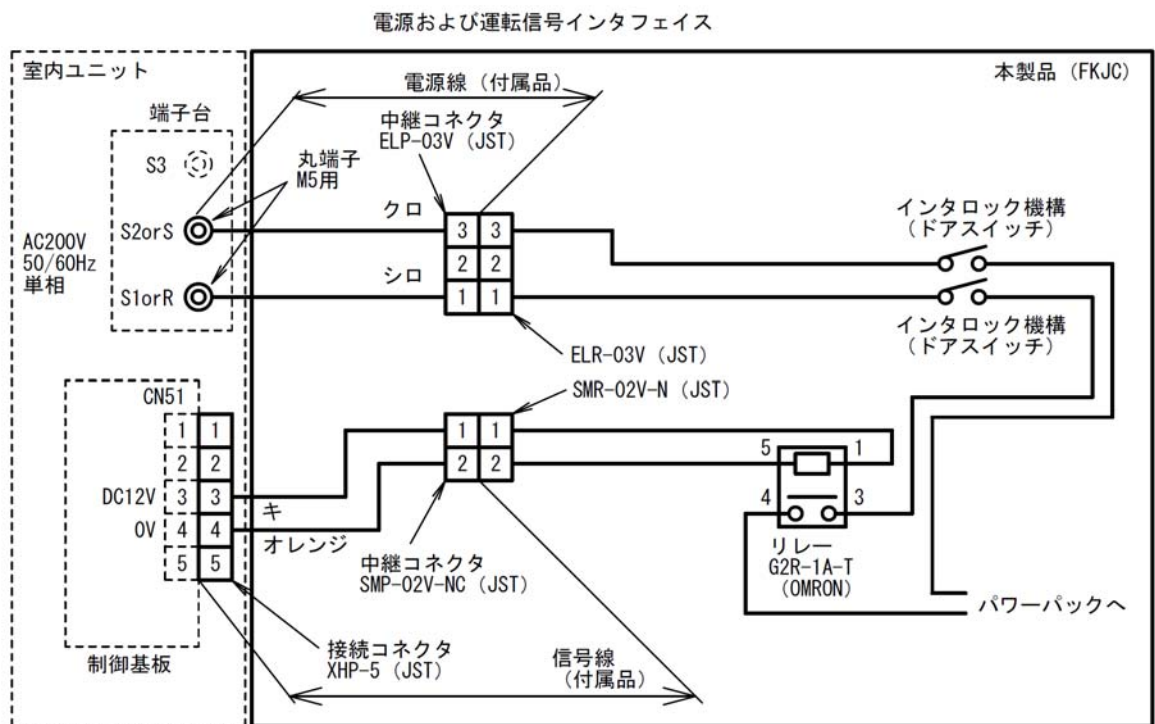 電源および運転信号インタフェイス
室内ユニット
本製品（FKJC）
電源線（付属品）
端子台
中継コネクタ
ELP-03V（JST）
S3
丸端子
M5用
クロ
インタロック機構
（ドアスイッチ）
AC200V
50/60Hz
単相
S2orS
3 3
2 2
シロ
S1orR
1 1
インタロック機構
（ドアスイッチ）
ELR-03V（JST）
SMR-02V-N（JST）
CN51
1 1
2 2
DC12V 3 3
0V 4 4
5 5
キ
オレンジ
1 1
2 2
5 1
4 3
中継コネクタ
SMP-02V-NC（JST）
リレー
G2R-1A-T
（OMRON）
パワーパックへ
接続コネクタ
XHP-5（JST）
信号線
（付属品）
制御基板